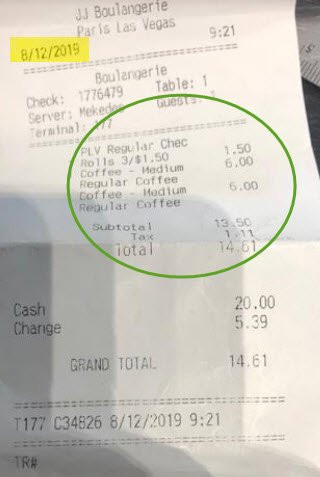 JJ Boulangerie
Paris Las Vegas
8/12/2019 9:21
Boulangerie
Check: 1776479 Table: 1
Server: Mekedes Guests: 1
Terminal: 177
PLV Regular Chec
Rolls 3/$1.50 1.50
Coffee - Medium 6.00
Regular Coffee
Coffee - Medium 6.00
Regular Coffee
Subtotal 13.50
Tax 1.11
Total 14.61
Cash 20.00
Change 5.39
GRAND TOTAL 14.61
T177 C34826 8/12/2019 9:21
TR#